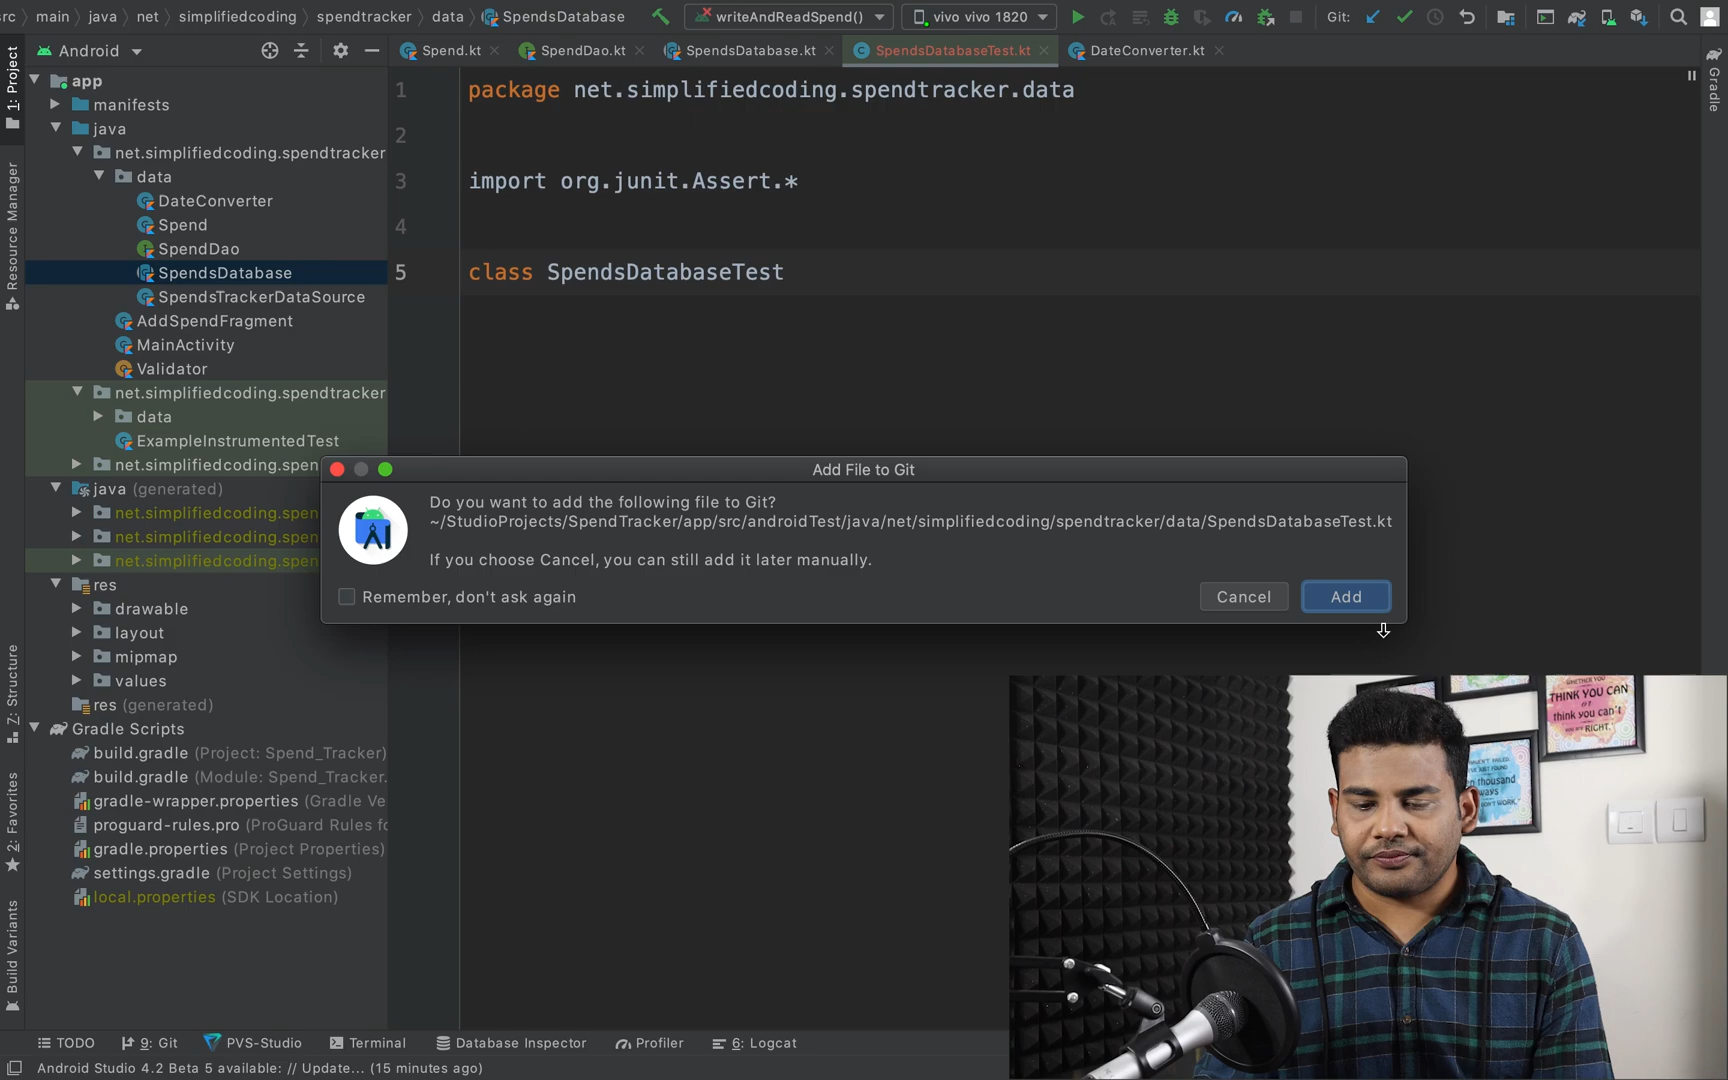 rc main java net simplifiedcoding spendtracker data SpendsDatabase writeAndReadSpend() vivo vivo 1820 Git:
Android
Spend.kt SpendDao.kt SpendsDatabase.kt SpendsDatabaseTest.kt DateConverter.kt
1: Project
Resource Manager
7: Structure
2: Favorites
Build Variants
Gradle
app
manifests
java
net.simplifiedcoding.spendtracker
data
DateConverter
Spend
SpendDao
SpendsDatabase
SpendsTrackerDataSource
AddSpendFragment
MainActivity
Validator
net.simplifiedcoding.spendtracker
data
ExampleInstrumentedTest
net.simplifiedcoding.spen
java (generated)
net.simplifiedcoding.spen
net.simplifiedcoding.spen
net.simplifiedcoding.spen
res
drawable
layout
mipmap
values
res (generated)
Gradle Scripts
build.gradle (Project: Spend_Tracker)
build.gradle (Module: Spend_Tracker.
gradle-wrapper.properties (Gradle Ve
proguard-rules.pro (ProGuard Rules fo
gradle.properties (Project Properties)
settings.gradle (Project Settings)
local.properties (SDK Location)
1 package net.simplifiedcoding.spendtracker.data
2
3 import org.junit.Assert.*
4
5 class SpendsDatabaseTest
Add File to Git
Do you want to add the following file to Git?
~/StudioProjects/SpendTracker/app/src/androidTest/java/net/simplifiedcoding/spendtracker/data/SpendsDatabaseTest.kt
If you choose Cancel, you can still add it later manually.
Remember, don't ask again
Cancel Add
WHETHER YOU
THINK YOU CAN
or
think you can't
YOU ARE RIGHT.
thousand
ways
WORK."
TODO 9: Git PVS-Studio Terminal Database Inspector Profiler 6: Logcat
Android Studio 4.2 Beta 5 available: // Update... (15 minutes ago)